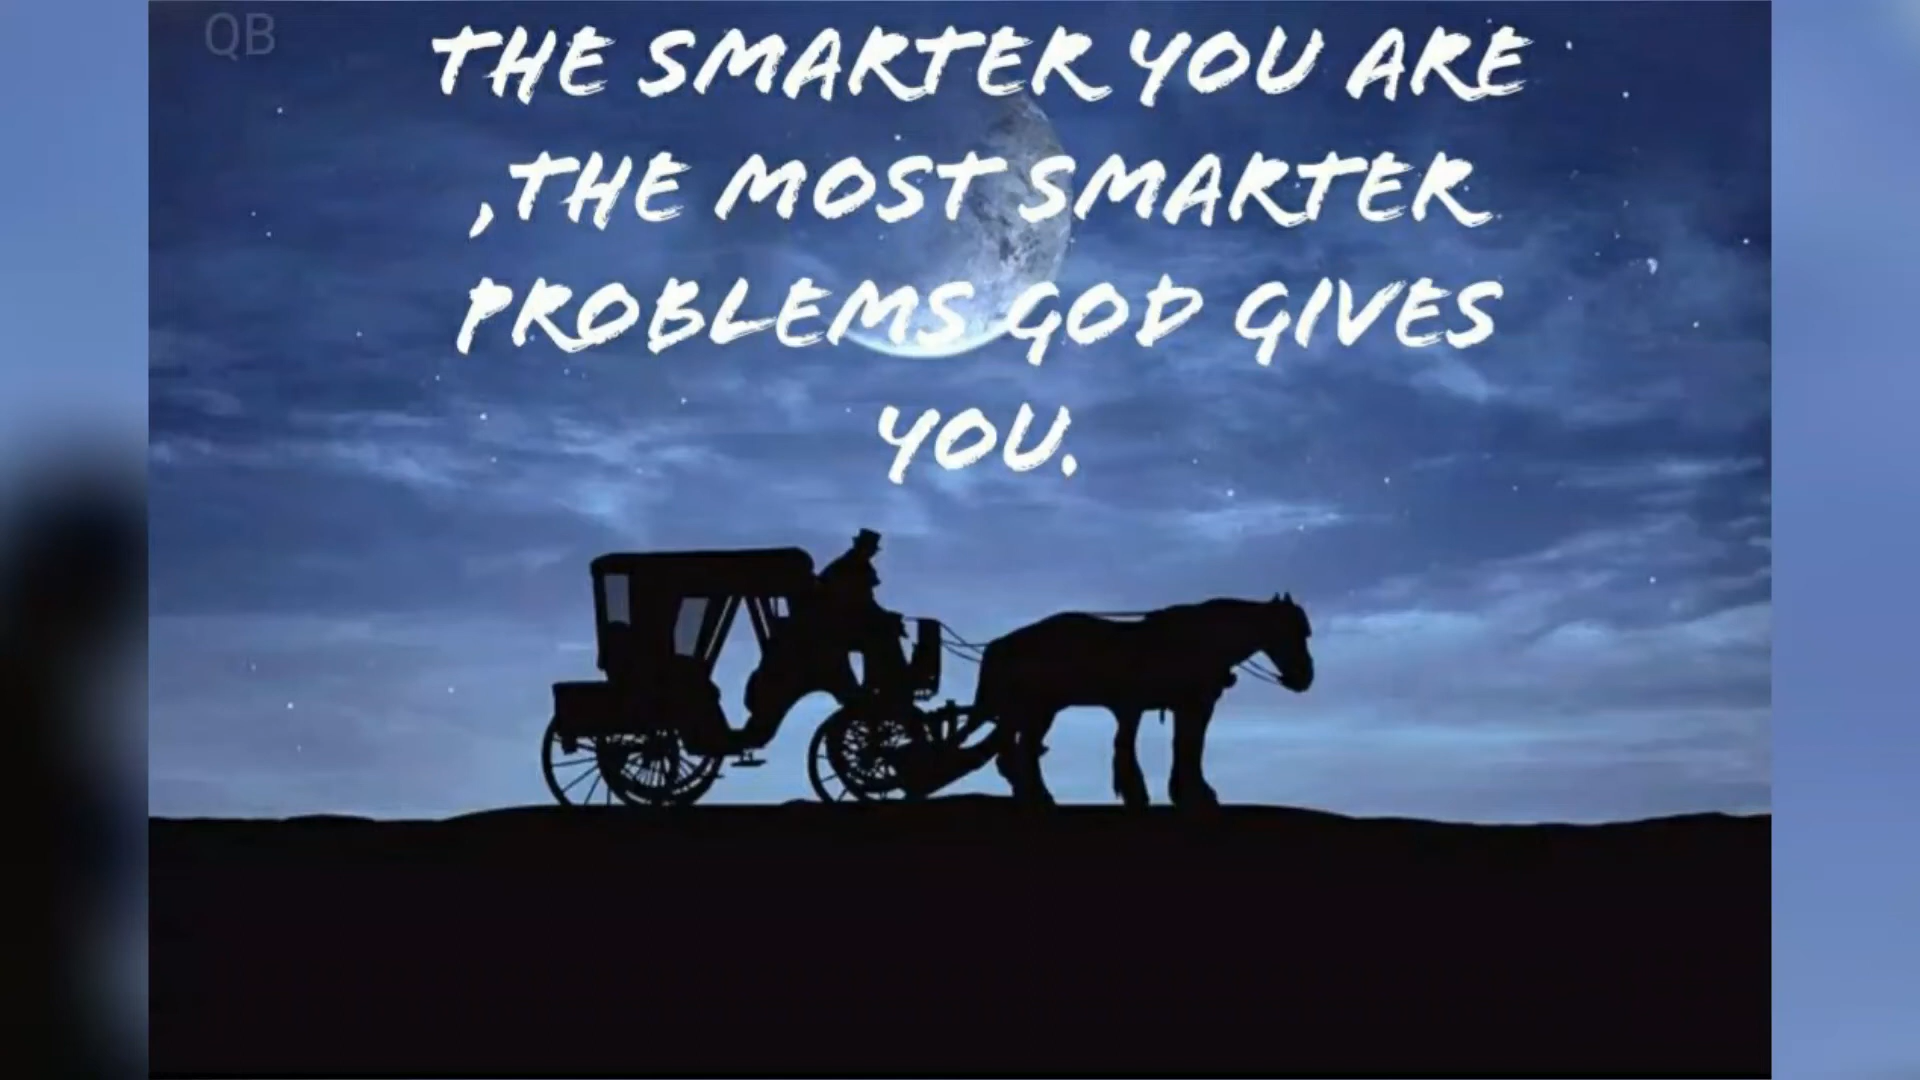 QB
THE SMARTER YOU ARE
,THE MOST SMARTER
PROBLEMS GOD GIVES
YOU.